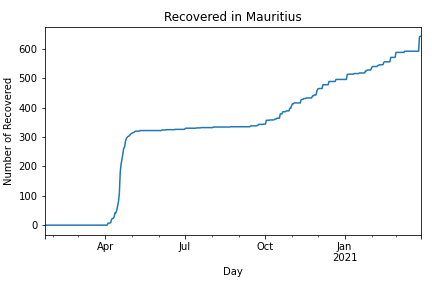 Recovered in Mauritius
Number of Recovered
600
500
400
300
200
100
0
Apr
Jul
Oct
Jan
2021
Day